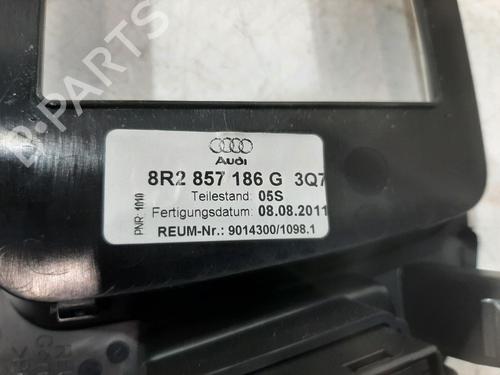 B-PARTS
Audi
8R2 857 186 G 3Q7
Teilestand: 05S
Fertigungsdatum: 08.08.2011
REUM-Nr.: 9014300/1098.1
PNR: 1010